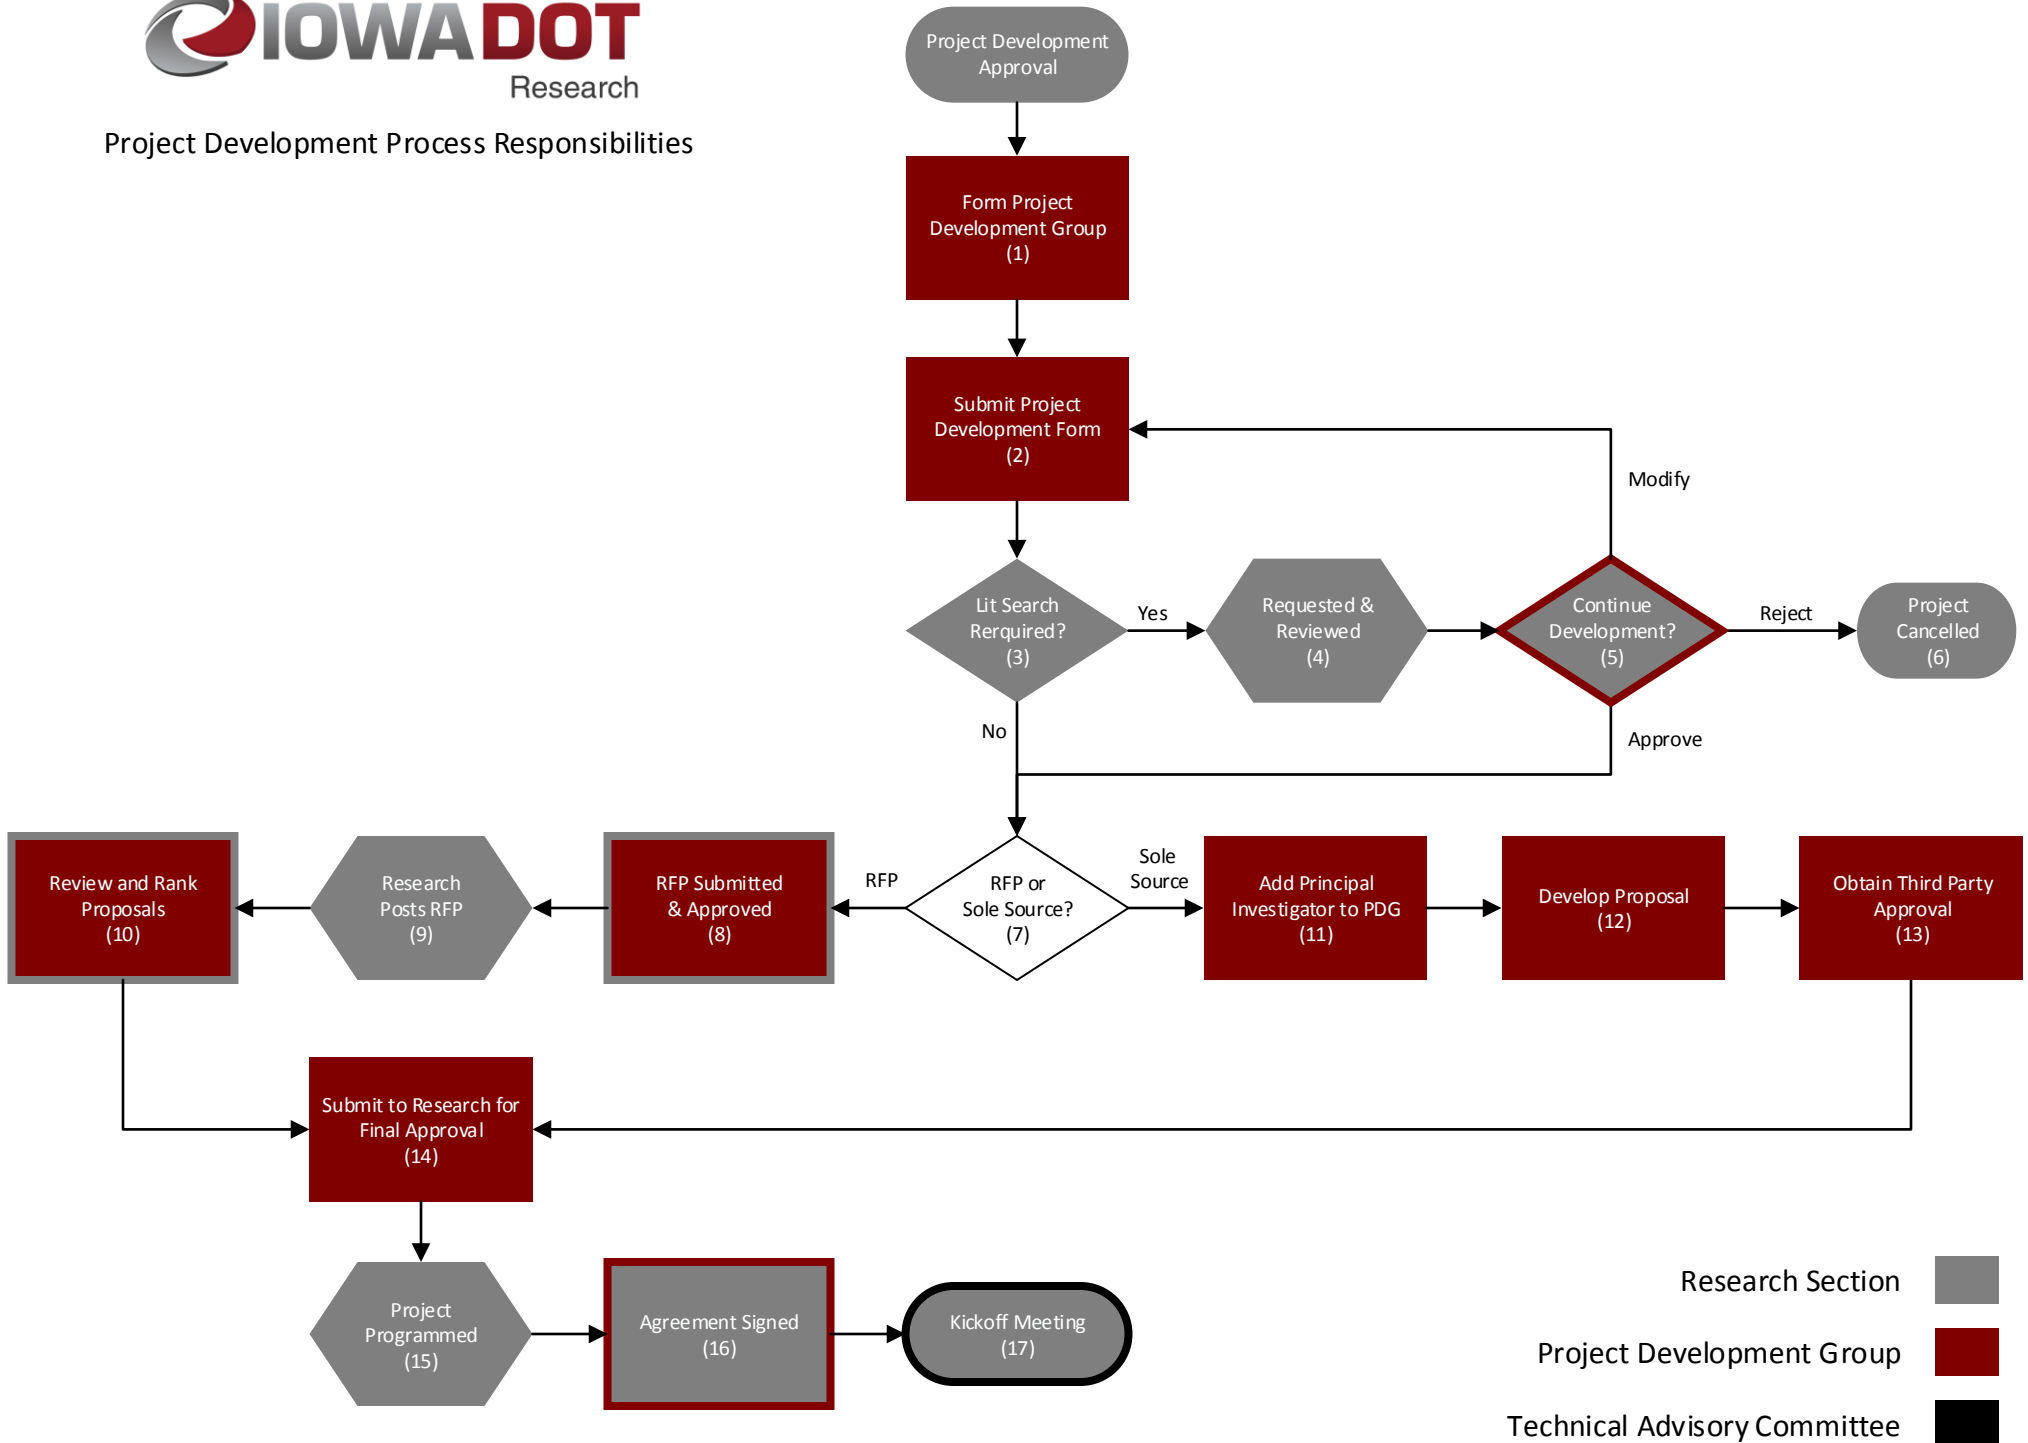 IOWADOT
Research
Project Development Process Responsibilities
Project Development
Approval
Form Project
Development Group
(1)
Submit Project
Development Form
(2)
Modify
Lit Search
Rerquired?
(3)
Yes
Requested &
Reviewed
(4)
Continue
Development?
(5)
Reject
Project
Cancelled
(6)
No
Approve
Review and Rank
Proposals
(10)
Research
Posts RFP
(9)
RFP Submitted
& Approved
(8)
RFP
RFP or
Sole Source?
(7)
Sole
Source
Add Principal
Investigator to PDG
(11)
Develop Proposal
(12)
Obtain Third Party
Approval
(13)
Submit to Research for
Final Approval
(14)
Project
Programmed
(15)
Agreement Signed
(16)
Kickoff Meeting
(17)
Research Section
Project Development Group
Technical Advisory Committee